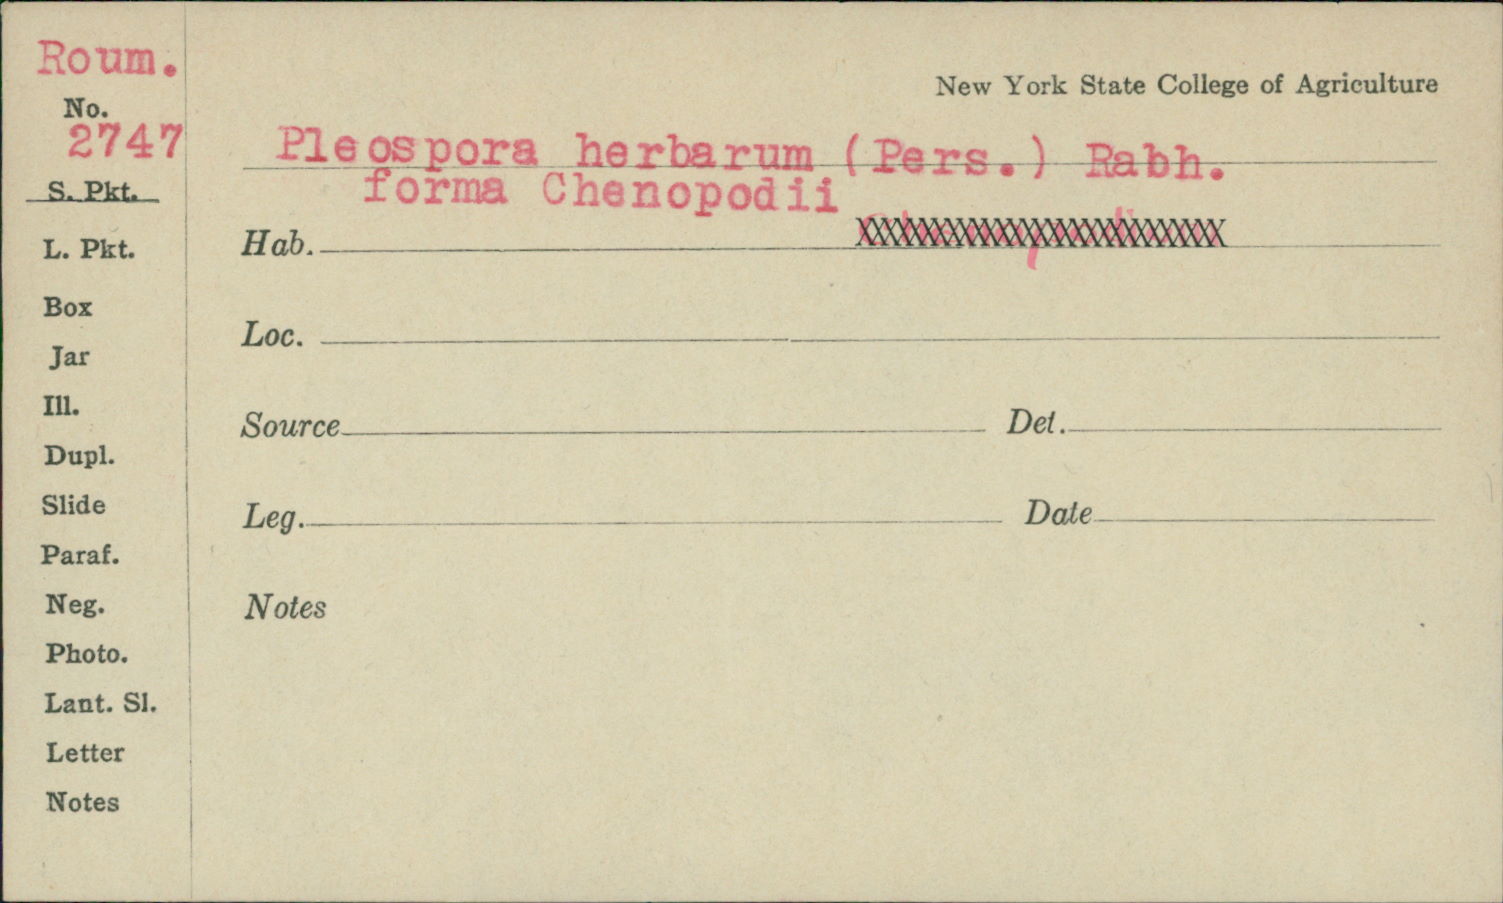 Roum.
New York State College of Agriculture
No.
2747
Pleospora herbarum (Pers.) Rabh.
forma Chenopodii
S. Pkt.
L. Pkt.
Box
Jar
Ill.
Dupl.
Slide
Paraf.
Neg.
Photo.
Lant. Sl.
Letter
Notes
Hab. XXXXXXXXXXXXXXXXXXXX
Loc.
Source Det.
Leg. Date
Notes